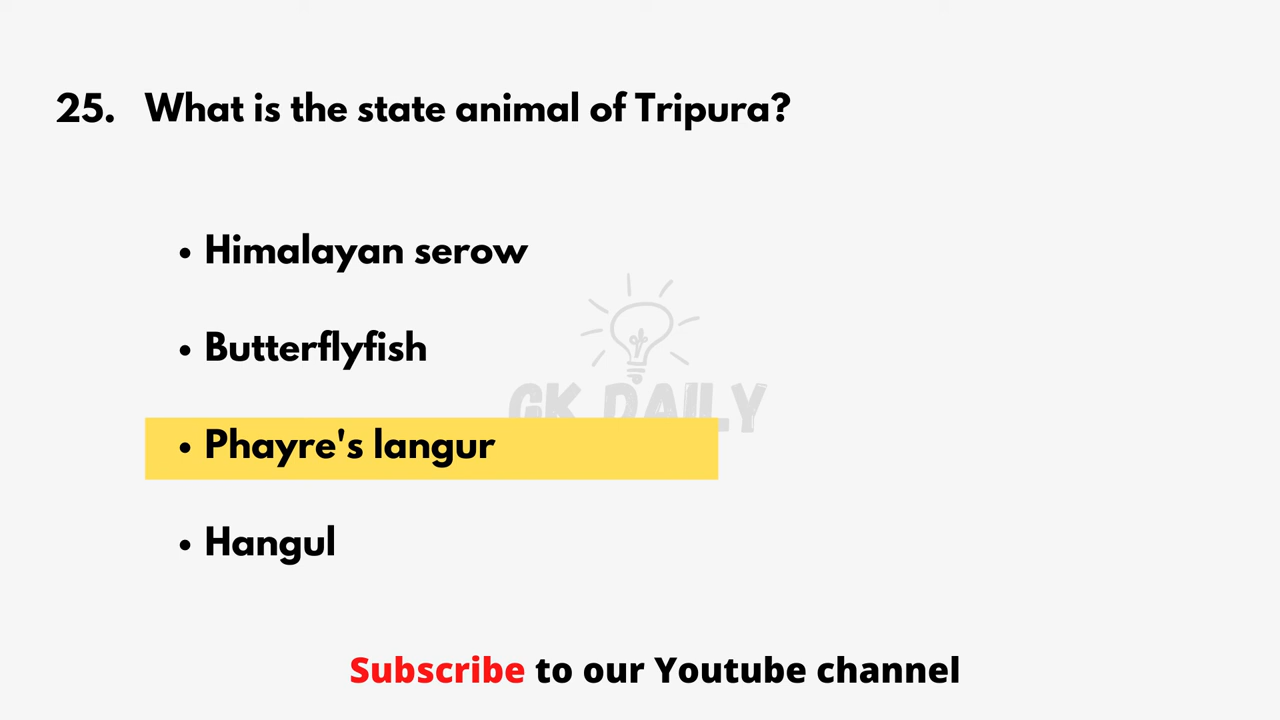 25. What is the state animal of Tripura?
• Himalayan serow
• Butterflyfish
GK DAILY
• Phayre's langur
• Hangul
Subscribe to our Youtube channel